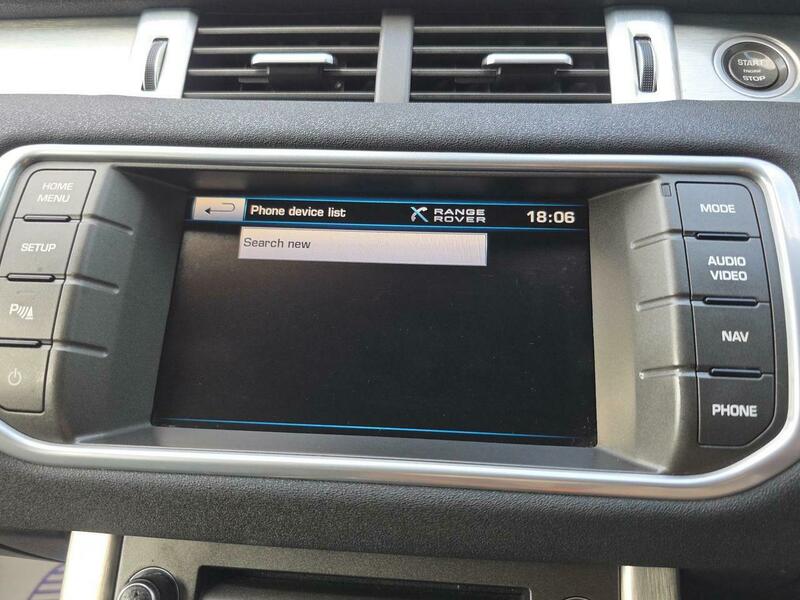 START
ENGINE
STOP
HOME
MENU
SETUP
P
Phone device list
RANGE
ROVER
18:06
Search new
MODE
AUDIO
VIDEO
NAV
PHONE